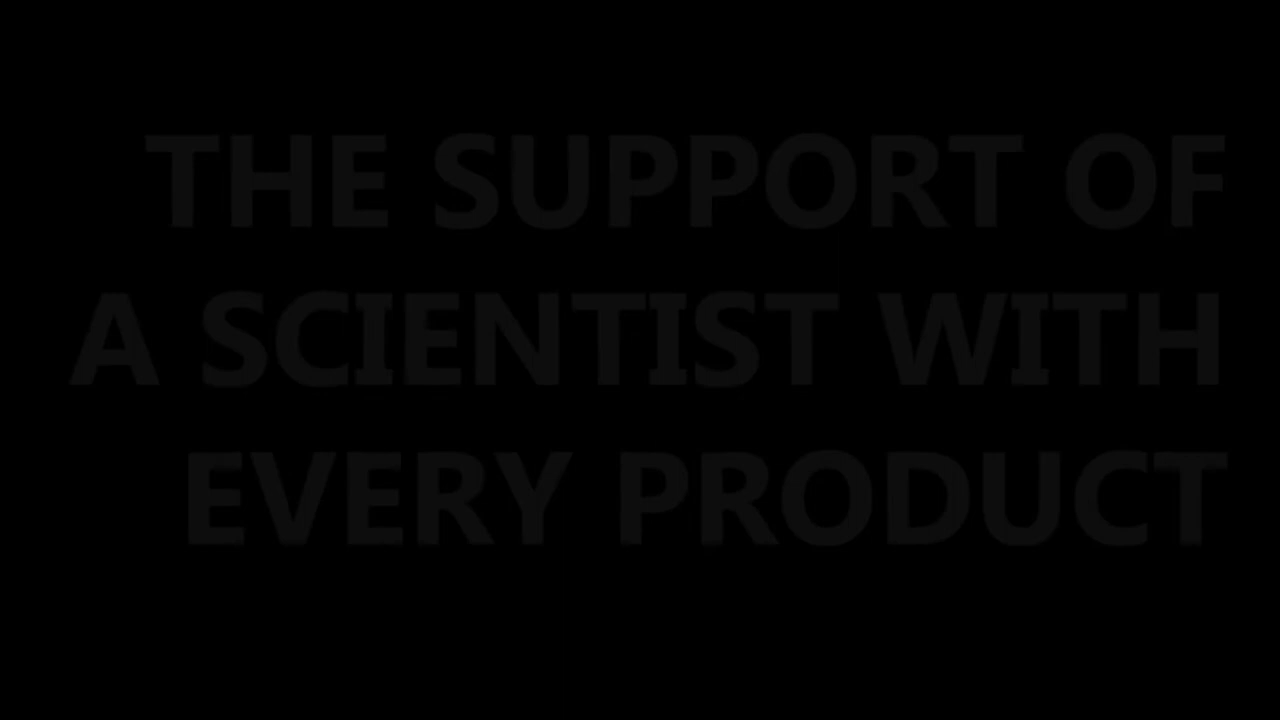 THE SUPPORT OF
A SCIENTIST WITH
EVERY PRODUCT